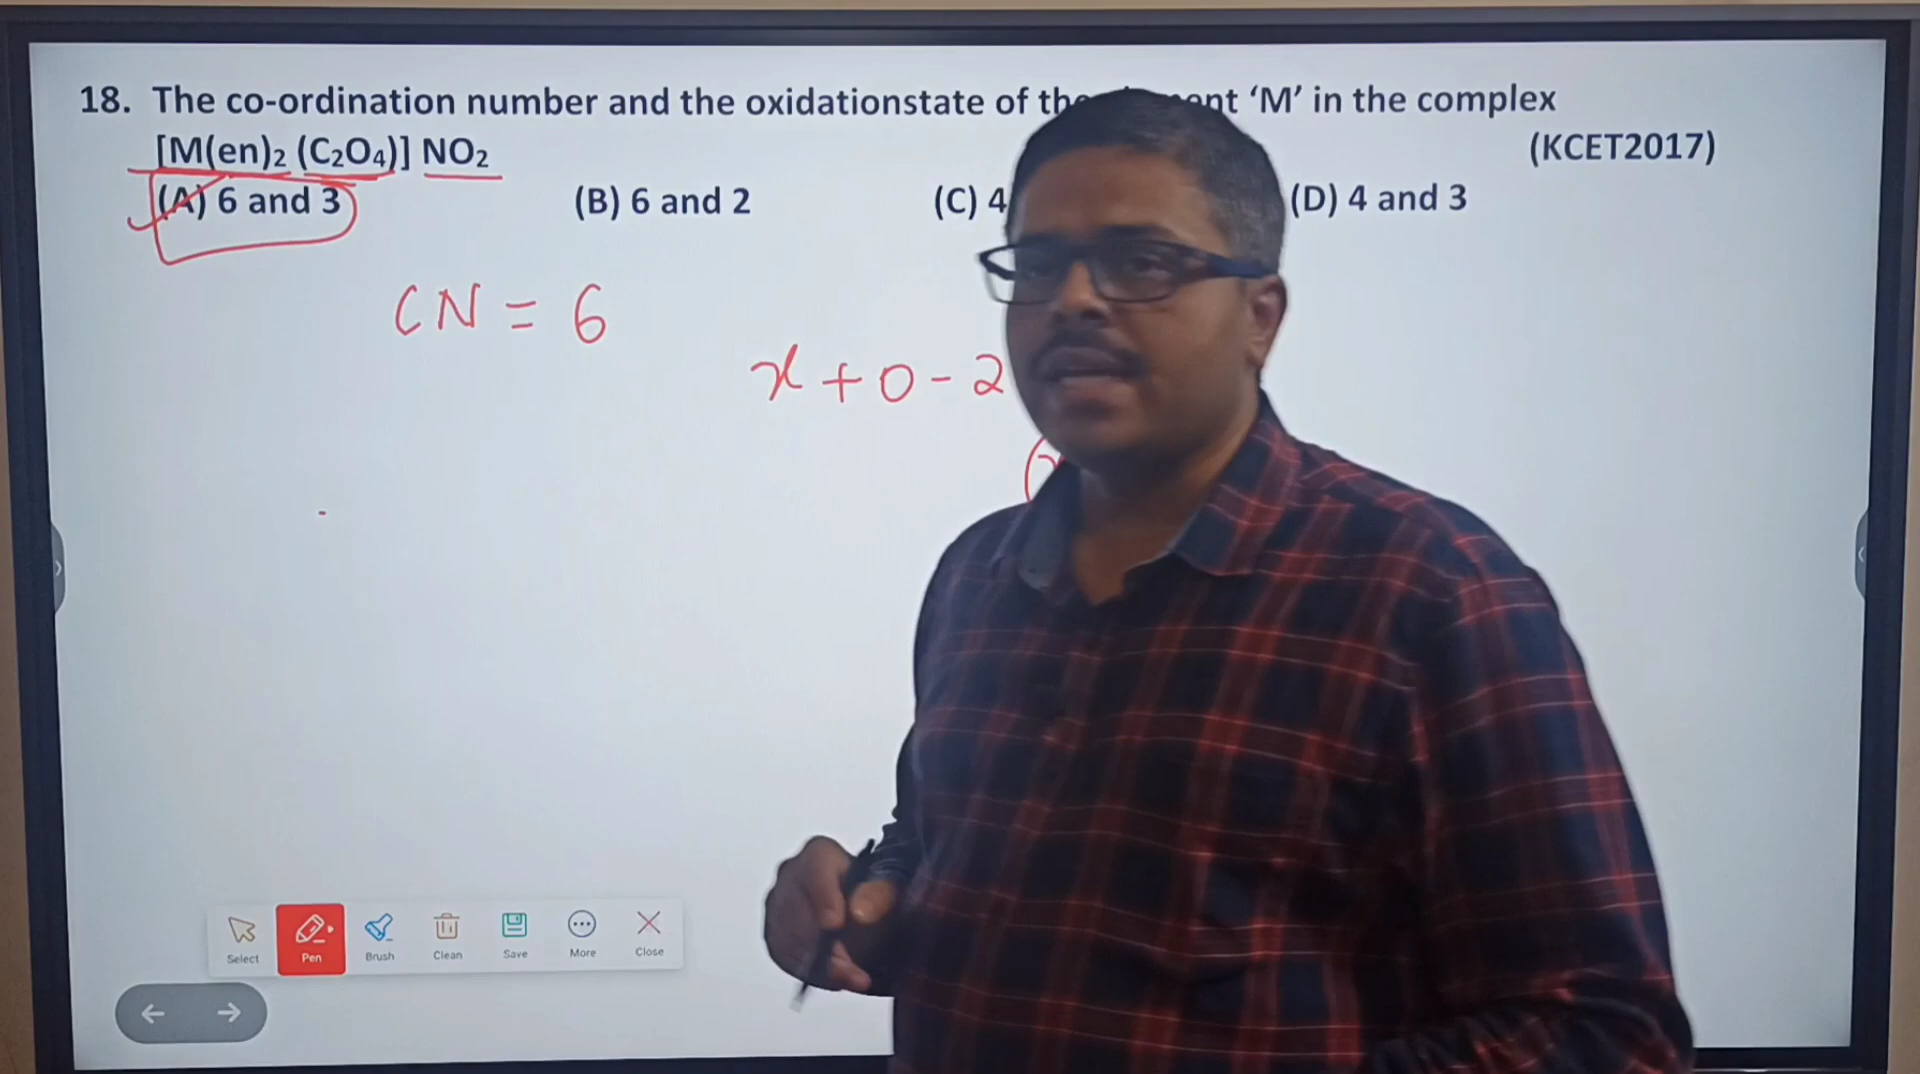 18. The co-ordination number and the oxidationstate of the ‘M’ in the complex
[M(en)₂ (C₂O₄)] NO₂ (KCET2017)
(A) 6 and 3 (B) 6 and 2 (C) 4 (D) 4 and 3
CN = 6
x + 0 - 2
Select Pen Brush Clean Save More Close